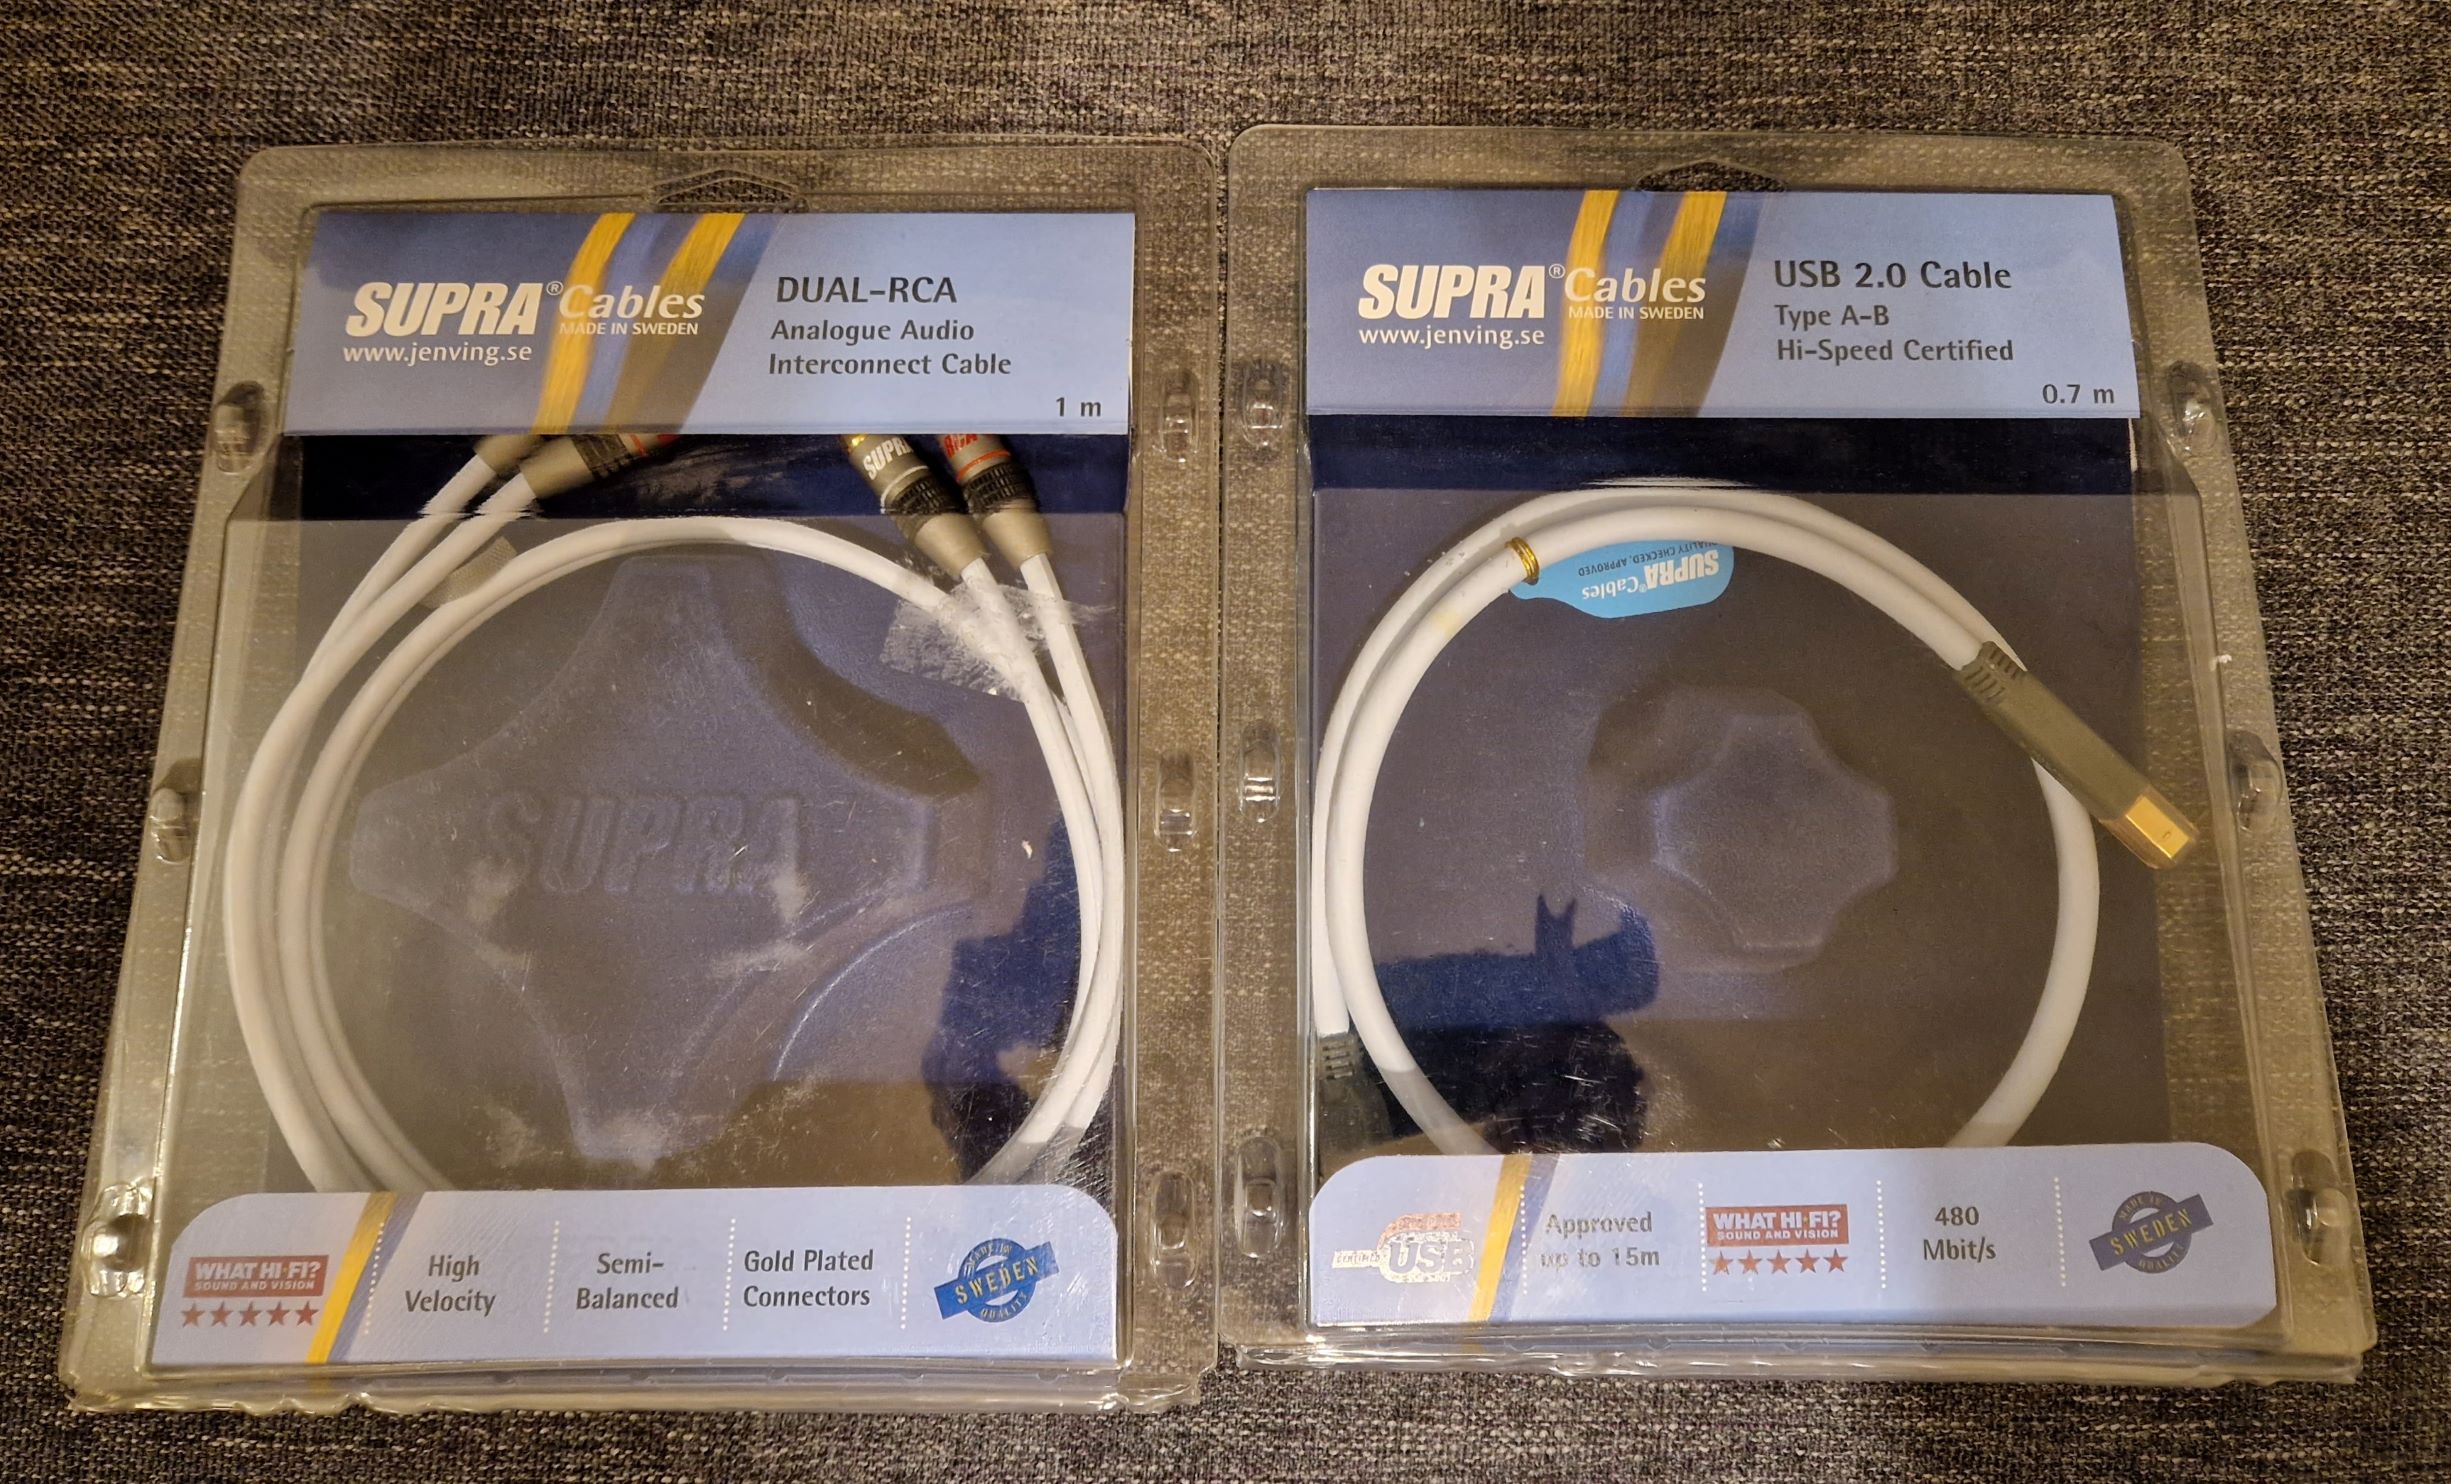 SUPRA® Cables
MADE IN SWEDEN
www.jenving.se
DUAL-RCA
Analogue Audio
Interconnect Cable
1 m
SUPRA
RCA
SUPRA
WHAT HI-FI?
SOUND AND VISION
High
Velocity
Semi-
Balanced
Gold Plated
Connectors
MADE IN
SWEDEN
QUALITY
SUPRA® Cables
MADE IN SWEDEN
www.jenving.se
USB 2.0 Cable
Type A-B
Hi-Speed Certified
0.7 m
SUPRA® Cables
QUALITY CHECKED, APPROVED
CERTIFIED
USB
Approved
up to 15m
WHAT HI-FI?
SOUND AND VISION
480
Mbit/s
MADE IN
SWEDEN
QUALITY